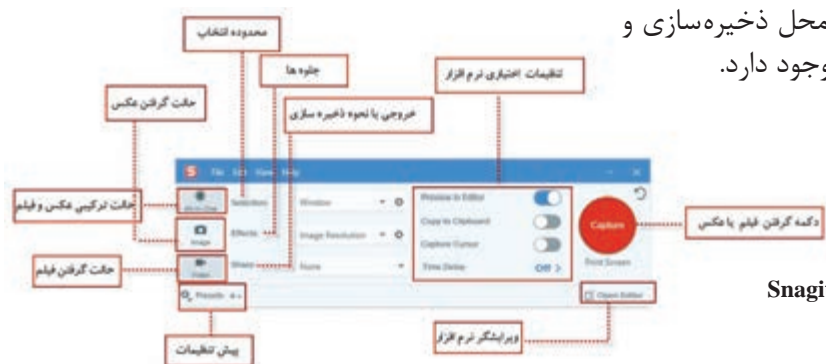 محل ذخیره‌سازی و
وجود دارد.
محدوده انتخاب
جلوه ها
تنظیمات اختیاری نرم افزار
حالت گرفتن عکس
خروجی یا نحوه ذخیره سازی
S File Edit View Help
حالت ترکیبی عکس و فیلم
All-in-One Selection Window Preview in Editor
Image Effects Image Resolution Copy to Clipboard Capture
دکمه گرفتن فیلم یا عکس
Capture Cursor
حالت گرفتن فیلم
Video Share None Time Delay Off Print Screen
Presets Open Editor
Snagit
ویرایشگر نرم افزار
پیش تنظیمات